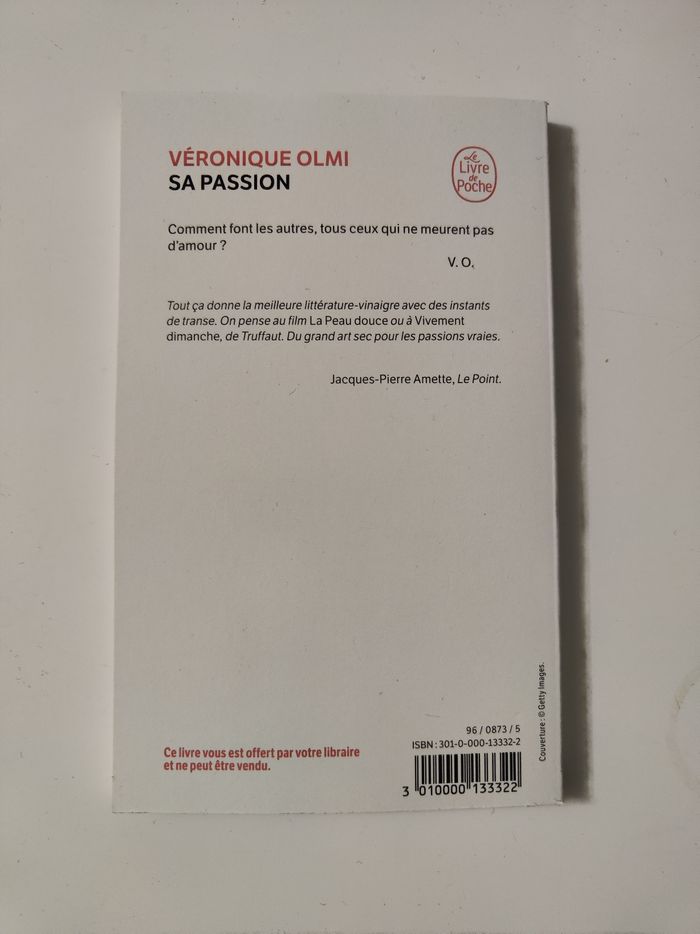 VÉRONIQUE OLMI
SA PASSION
Le
Livre
de
Poche
Comment font les autres, tous ceux qui ne meurent pas
d'amour ?
V. O.
Tout ça donne la meilleure littérature-vinaigre avec des instants
de transe. On pense au film La Peau douce ou à Vivement
dimanche, de Truffaut. Du grand art sec pour les passions vraies.
Jacques-Pierre Amette, Le Point.
Ce livre vous est offert par votre libraire
et ne peut être vendu.
96 / 0873 / 5
ISBN : 301-0-000-13332-2
3 010000 133322
Couverture : © Getty Images.